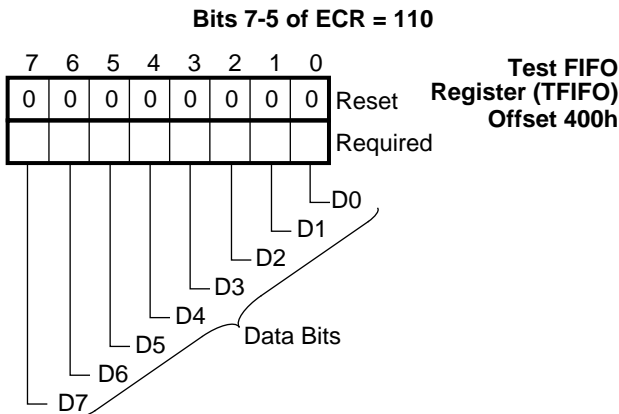 Bits 7-5 of ECR = 110
7 6 5 4 3 2 1 0
Test FIFO
Register (TFIFO)
Offset 400h
0 0 0 0 0 0 0 0 Reset
Required
D0
D1
D2
D3
D4
Data Bits
D5
D6
D7